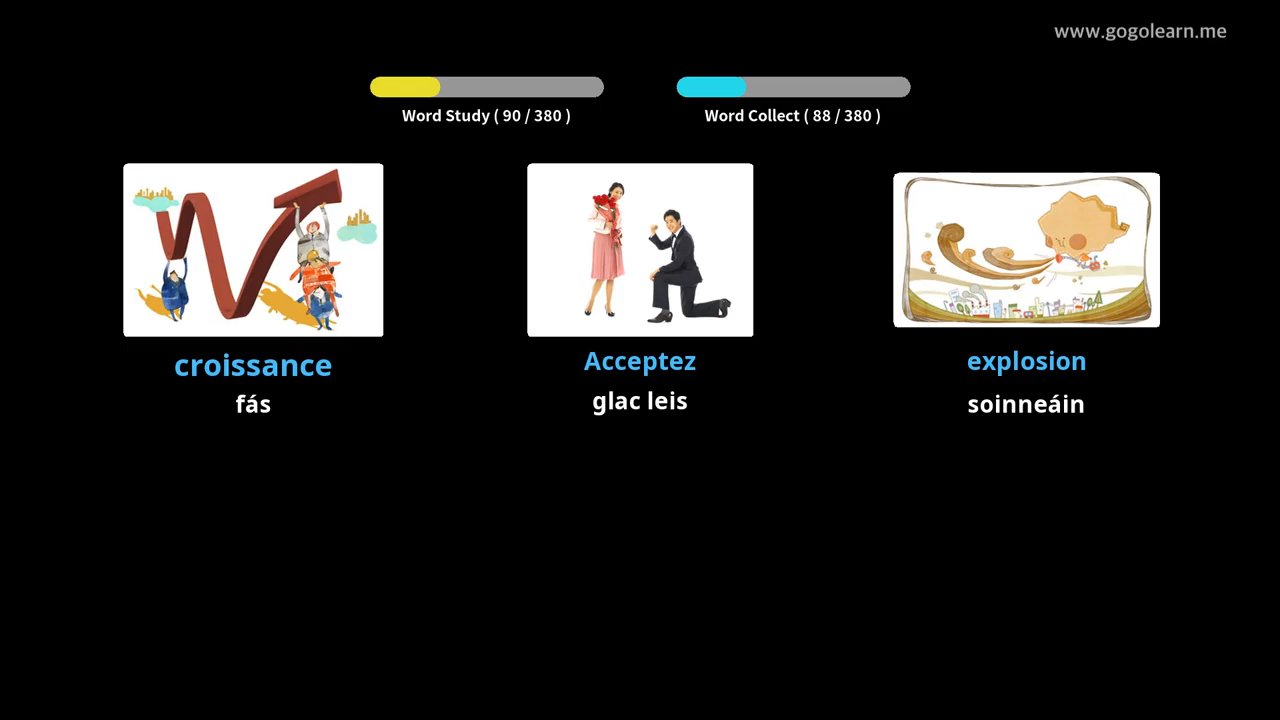 www.gogolearn.me
Word Study ( 90 / 380 )
Word Collect ( 88 / 380 )
croissance
fás
Acceptez
glac leis
explosion
soinneáin